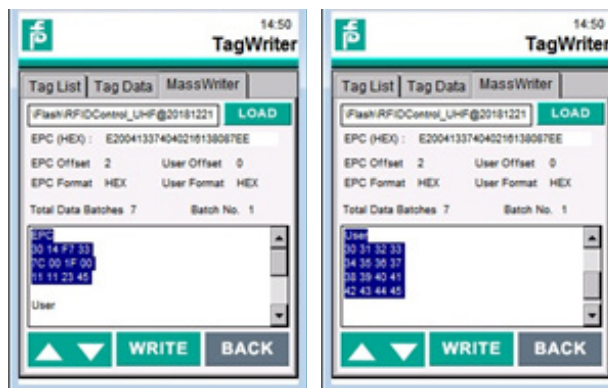 14:50
TagWriter
Tag List Tag Data MassWriter
\Flash\RFIDControl_UHF@20181221 LOAD
EPC (HEX) : E2004133740402161380B7EE
EPC Offset 2 User Offset 0
EPC Format HEX User Format HEX
Total Data Batches 7 Batch No. 1
EPC
30 14 F7 33
7C 00 1F 00
11 11 23 45
User
WRITE BACK
14:50
TagWriter
Tag List Tag Data MassWriter
\Flash\RFIDControl_UHF@20181221 LOAD
EPC (HEX) : E2004133740402161380B7EE
EPC Offset 2 User Offset 0
EPC Format HEX User Format HEX
Total Data Batches 7 Batch No. 1
User
30 31 32 33
34 35 36 37
38 39 40 41
42 43 44 45
WRITE BACK